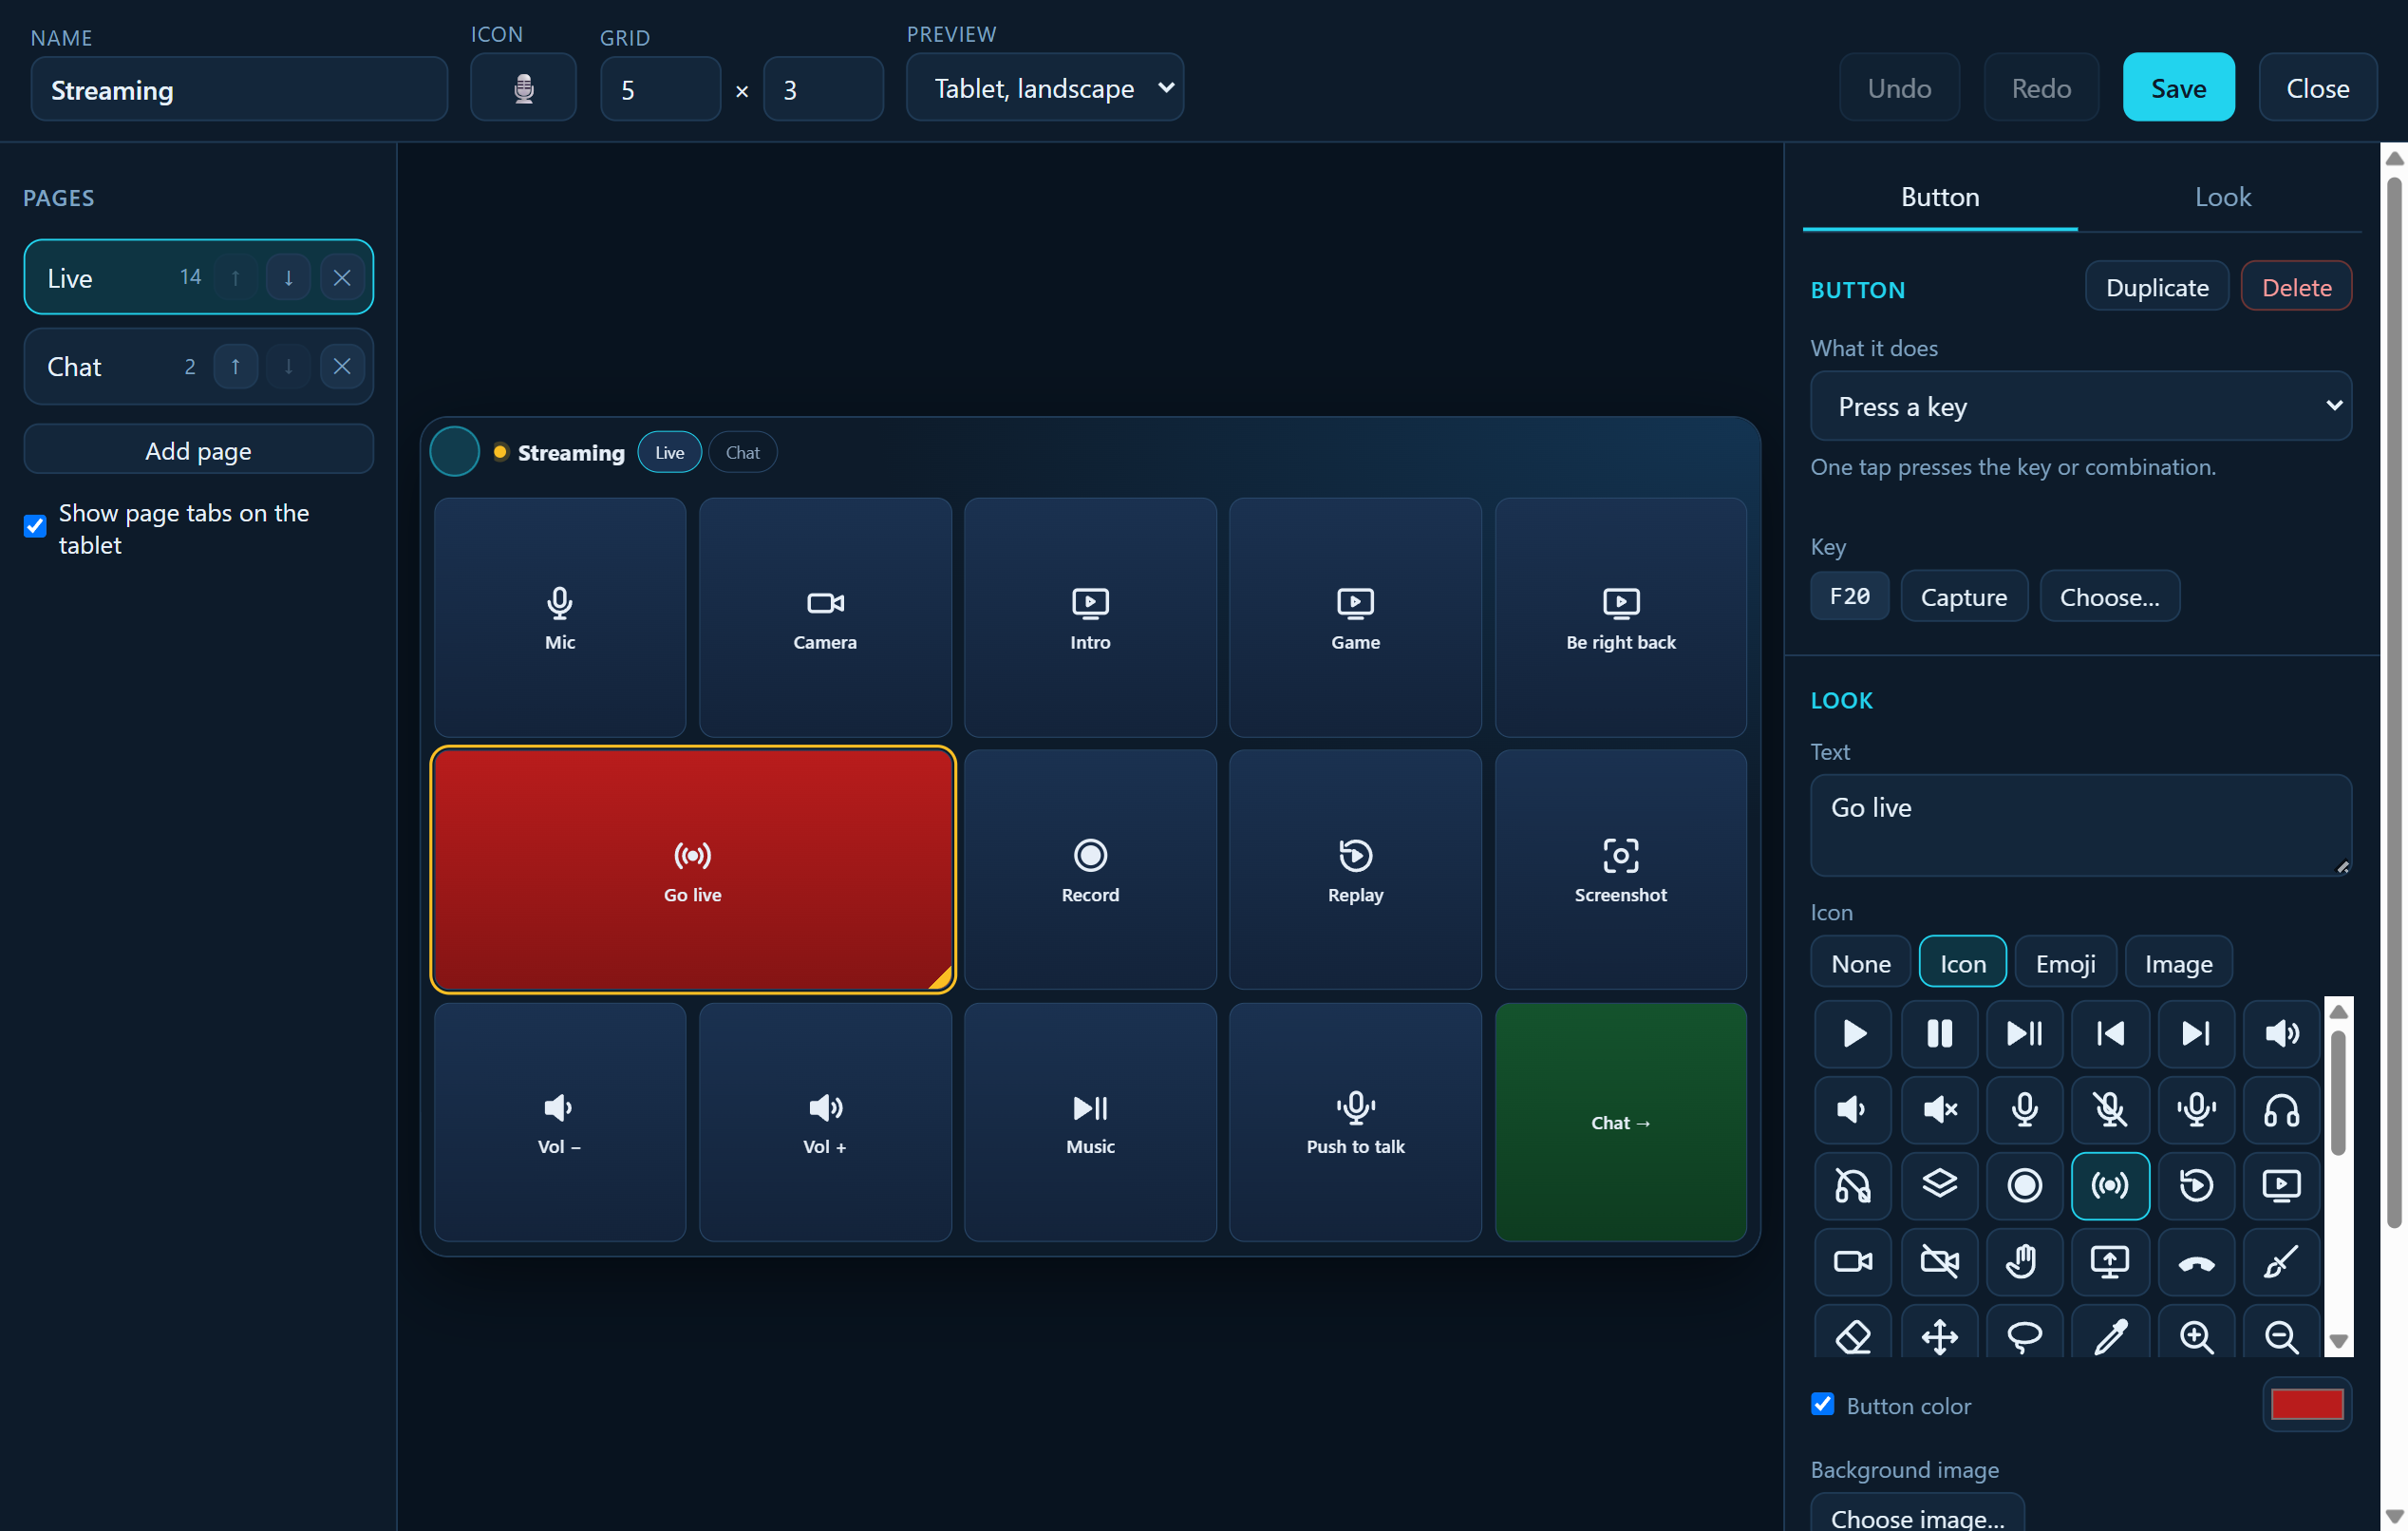 NAME
ICON
GRID
PREVIEW
Streaming
5
×
3
Tablet, landscape
Undo
Redo
Save
Close
PAGES
Live
14
↑
↓
Chat
2
↑
↓
Add page
Show page tabs on the
tablet
Streaming
Live
Chat
Mic
Camera
Intro
Game
Be right back
Go live
Record
Replay
Screenshot
Vol –
Vol +
Music
Push to talk
Chat →
Button
Look
BUTTON
Duplicate
Delete
What it does
Press a key
One tap presses the key or combination.
Key
F20
Capture
Choose...
LOOK
Text
Go live
Icon
None
Icon
Emoji
Image
Button color
Background image
Choose image...